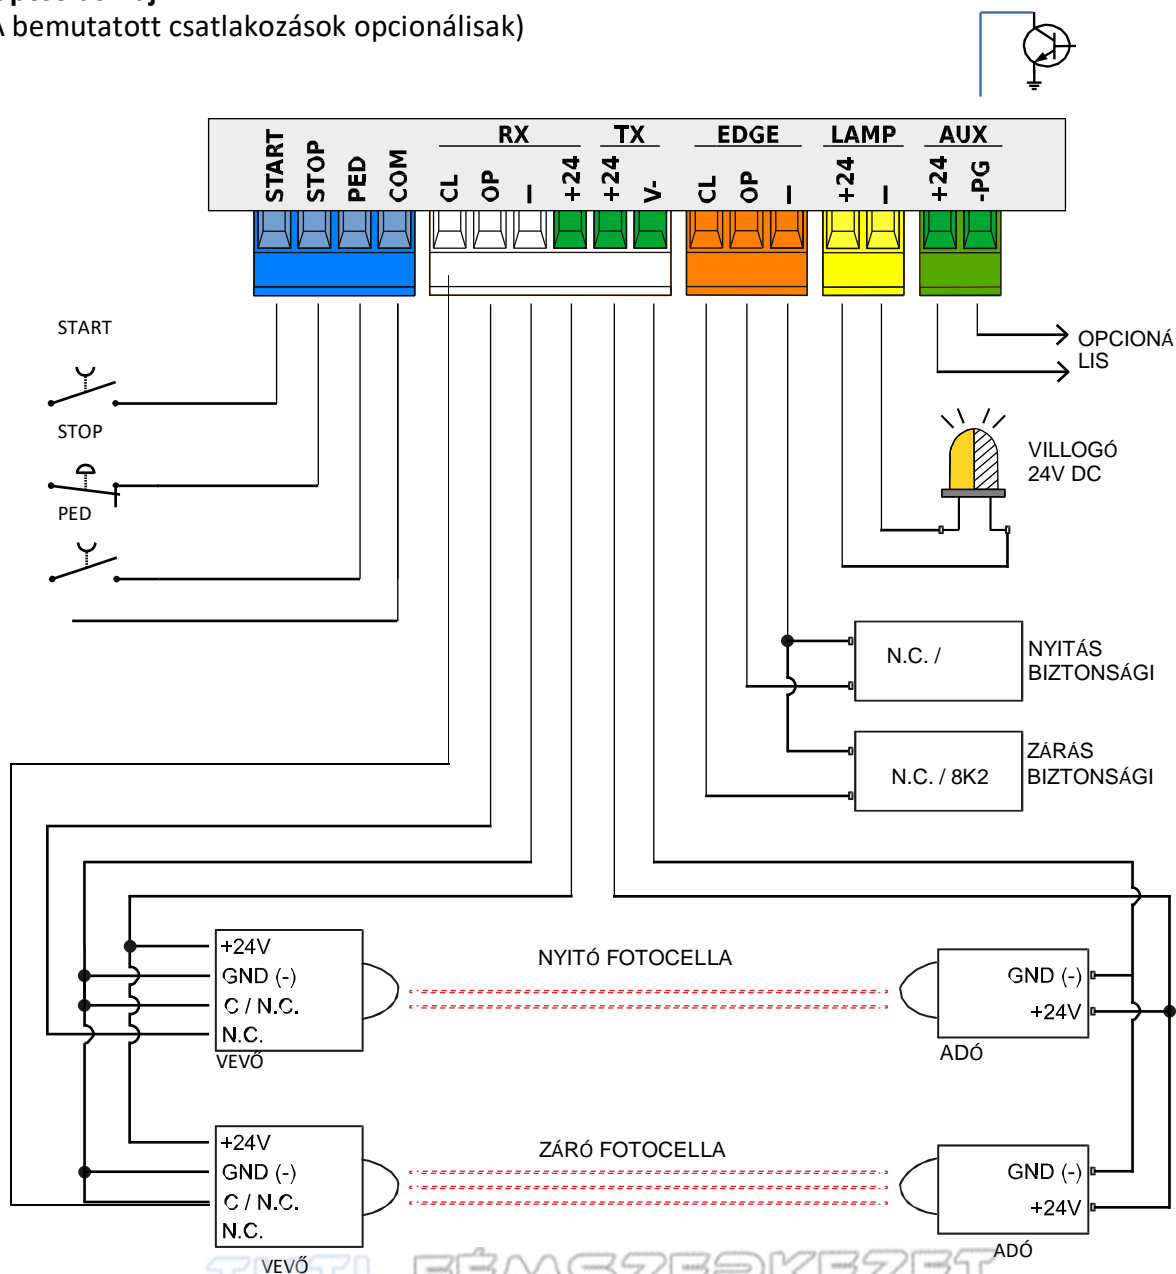 (A bemutatott csatlakozások opcionálisak)
RX TX EDGE LAMP AUX
START STOP PED COM CL OP — +24 +24 V- CL OP — +24 — +24 -PG
START
STOP
PED
OPCIONÁ
LIS
VILLOGÓ
24V DC
N.C. /
NYITÁS
BIZTONSÁGI
N.C. / 8K2
ZÁRÁS
BIZTONSÁGI
+24V
GND (-)
C / N.C.
N.C.
VEVŐ
NYITÓ FOTOCELLA
GND (-)
+24V
ADÓ
+24V
GND (-)
C / N.C.
N.C.
VEVŐ
ZÁRÓ FOTOCELLA
GND (-)
+24V
ADÓ
FÉMSZERKEZET